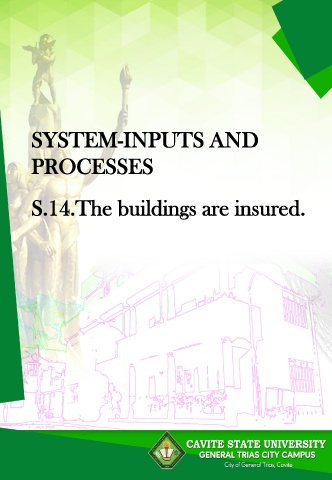 SYSTEM-INPUTS AND
PROCESSES
S.14.The buildings are insured.
CAVITE STATE UNIVERSITY
GENERAL TRIAS CITY CAMPUS
City of General Trias, Cavite